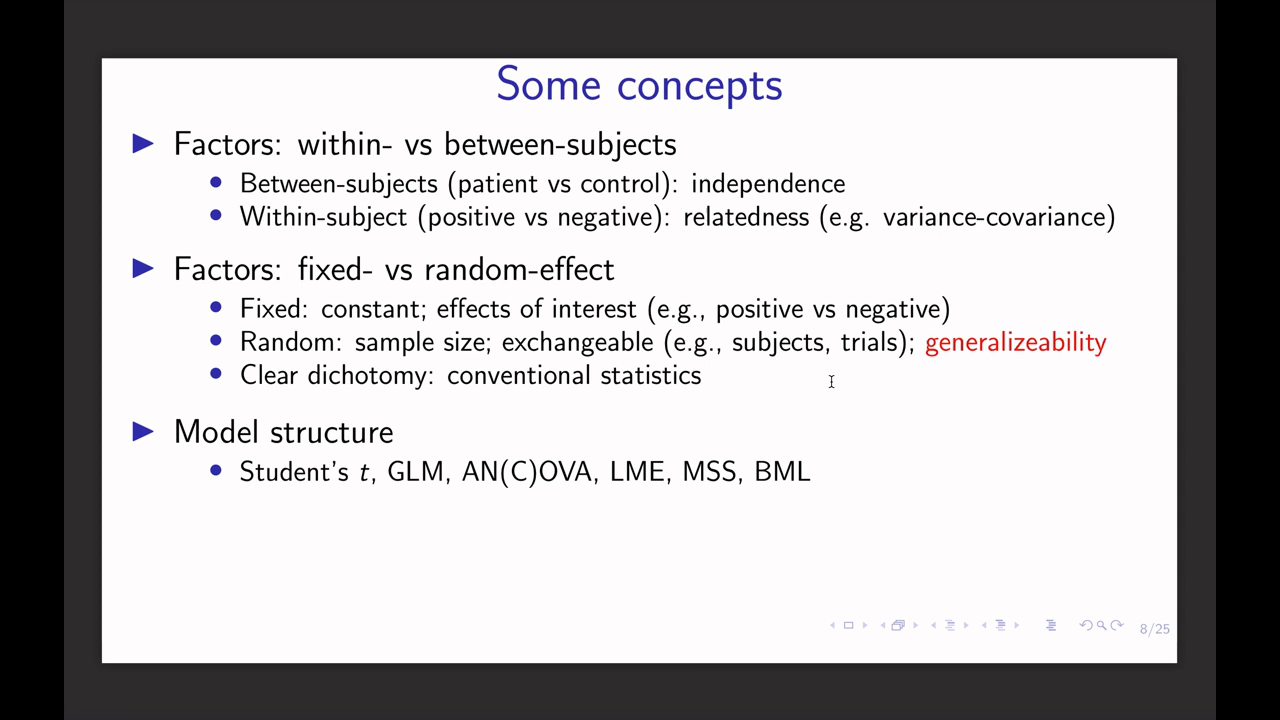 Some concepts
Factors: within- vs between-subjects
Between-subjects (patient vs control): independence
Within-subject (positive vs negative): relatedness (e.g. variance-covariance)
Factors: fixed- vs random-effect
Fixed: constant; effects of interest (e.g., positive vs negative)
Random: sample size; exchangeable (e.g., subjects, trials); generalizeability
Clear dichotomy: conventional statistics
Model structure
Student's t, GLM, AN(C)OVA, LME, MSS, BML
8/25